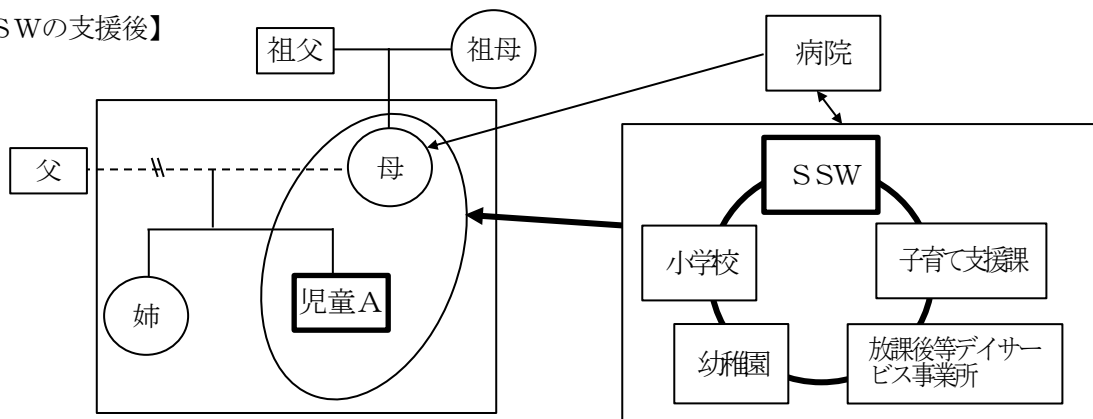 SWの支援後】
祖父
祖母
病院
父
母
SSW
小学校
子育て支援課
姉
児童A
幼稚園
放課後等デイサー
ビス事業所